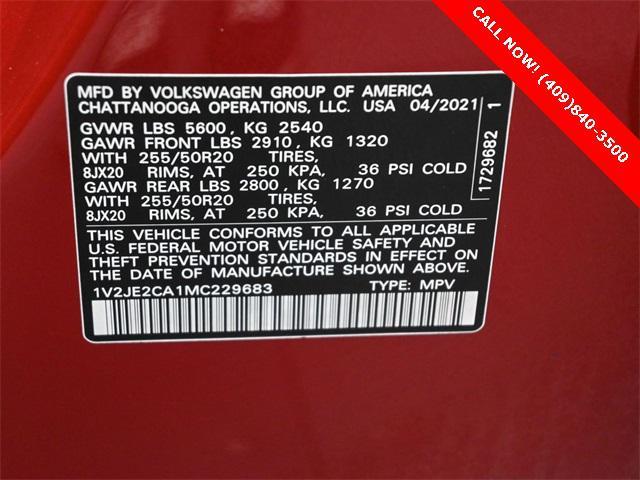 CALL NOW! (409)840-3500
MFD BY VOLKSWAGEN GROUP OF AMERICA
CHATTANOOGA OPERATIONS, LLC. USA 04/2021
GVWR LBS 5600, KG 2540
GAWR FRONT LBS 2910, KG 1320
WITH 255/50R20 TIRES,
8JX20 RIMS, AT 250 KPA, 36 PSI COLD
GAWR REAR LBS 2800, KG 1270
WITH 255/50R20 TIRES,
8JX20 RIMS, AT 250 KPA, 36 PSI COLD
1729682 1
THIS VEHICLE CONFORMS TO ALL APPLICABLE
U.S. FEDERAL MOTOR VEHICLE SAFETY AND
THEFT PREVENTION STANDARDS IN EFFECT ON
THE DATE OF MANUFACTURE SHOWN ABOVE.
1V2JE2CA1MC229683 TYPE: MPV